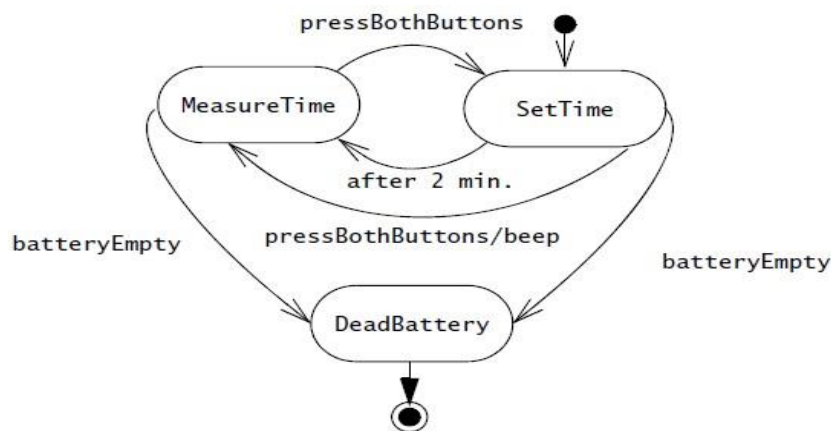 pressBothButtons
MeasureTime
SetTime
after 2 min.
pressBothButtons/beep
batteryEmpty
batteryEmpty
DeadBattery